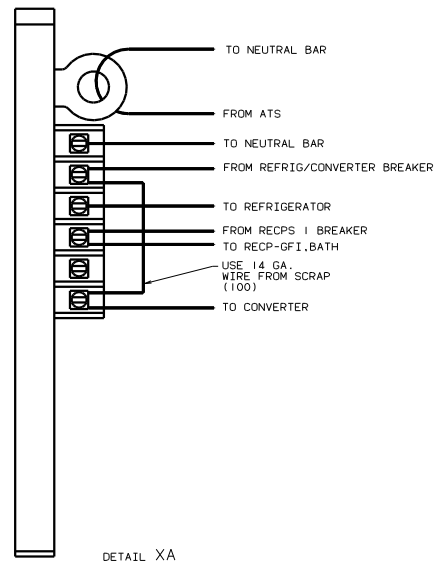 TO NEUTRAL BAR
FROM ATS
TO NEUTRAL BAR
FROM REFRIG/CONVERTER BREAKER
TO REFRIGERATOR
FROM RECPS 1 BREAKER
TO RECP-GFI,BATH
USE 14 GA.
WIRE FROM SCRAP
(100)
TO CONVERTER
DETAIL XA